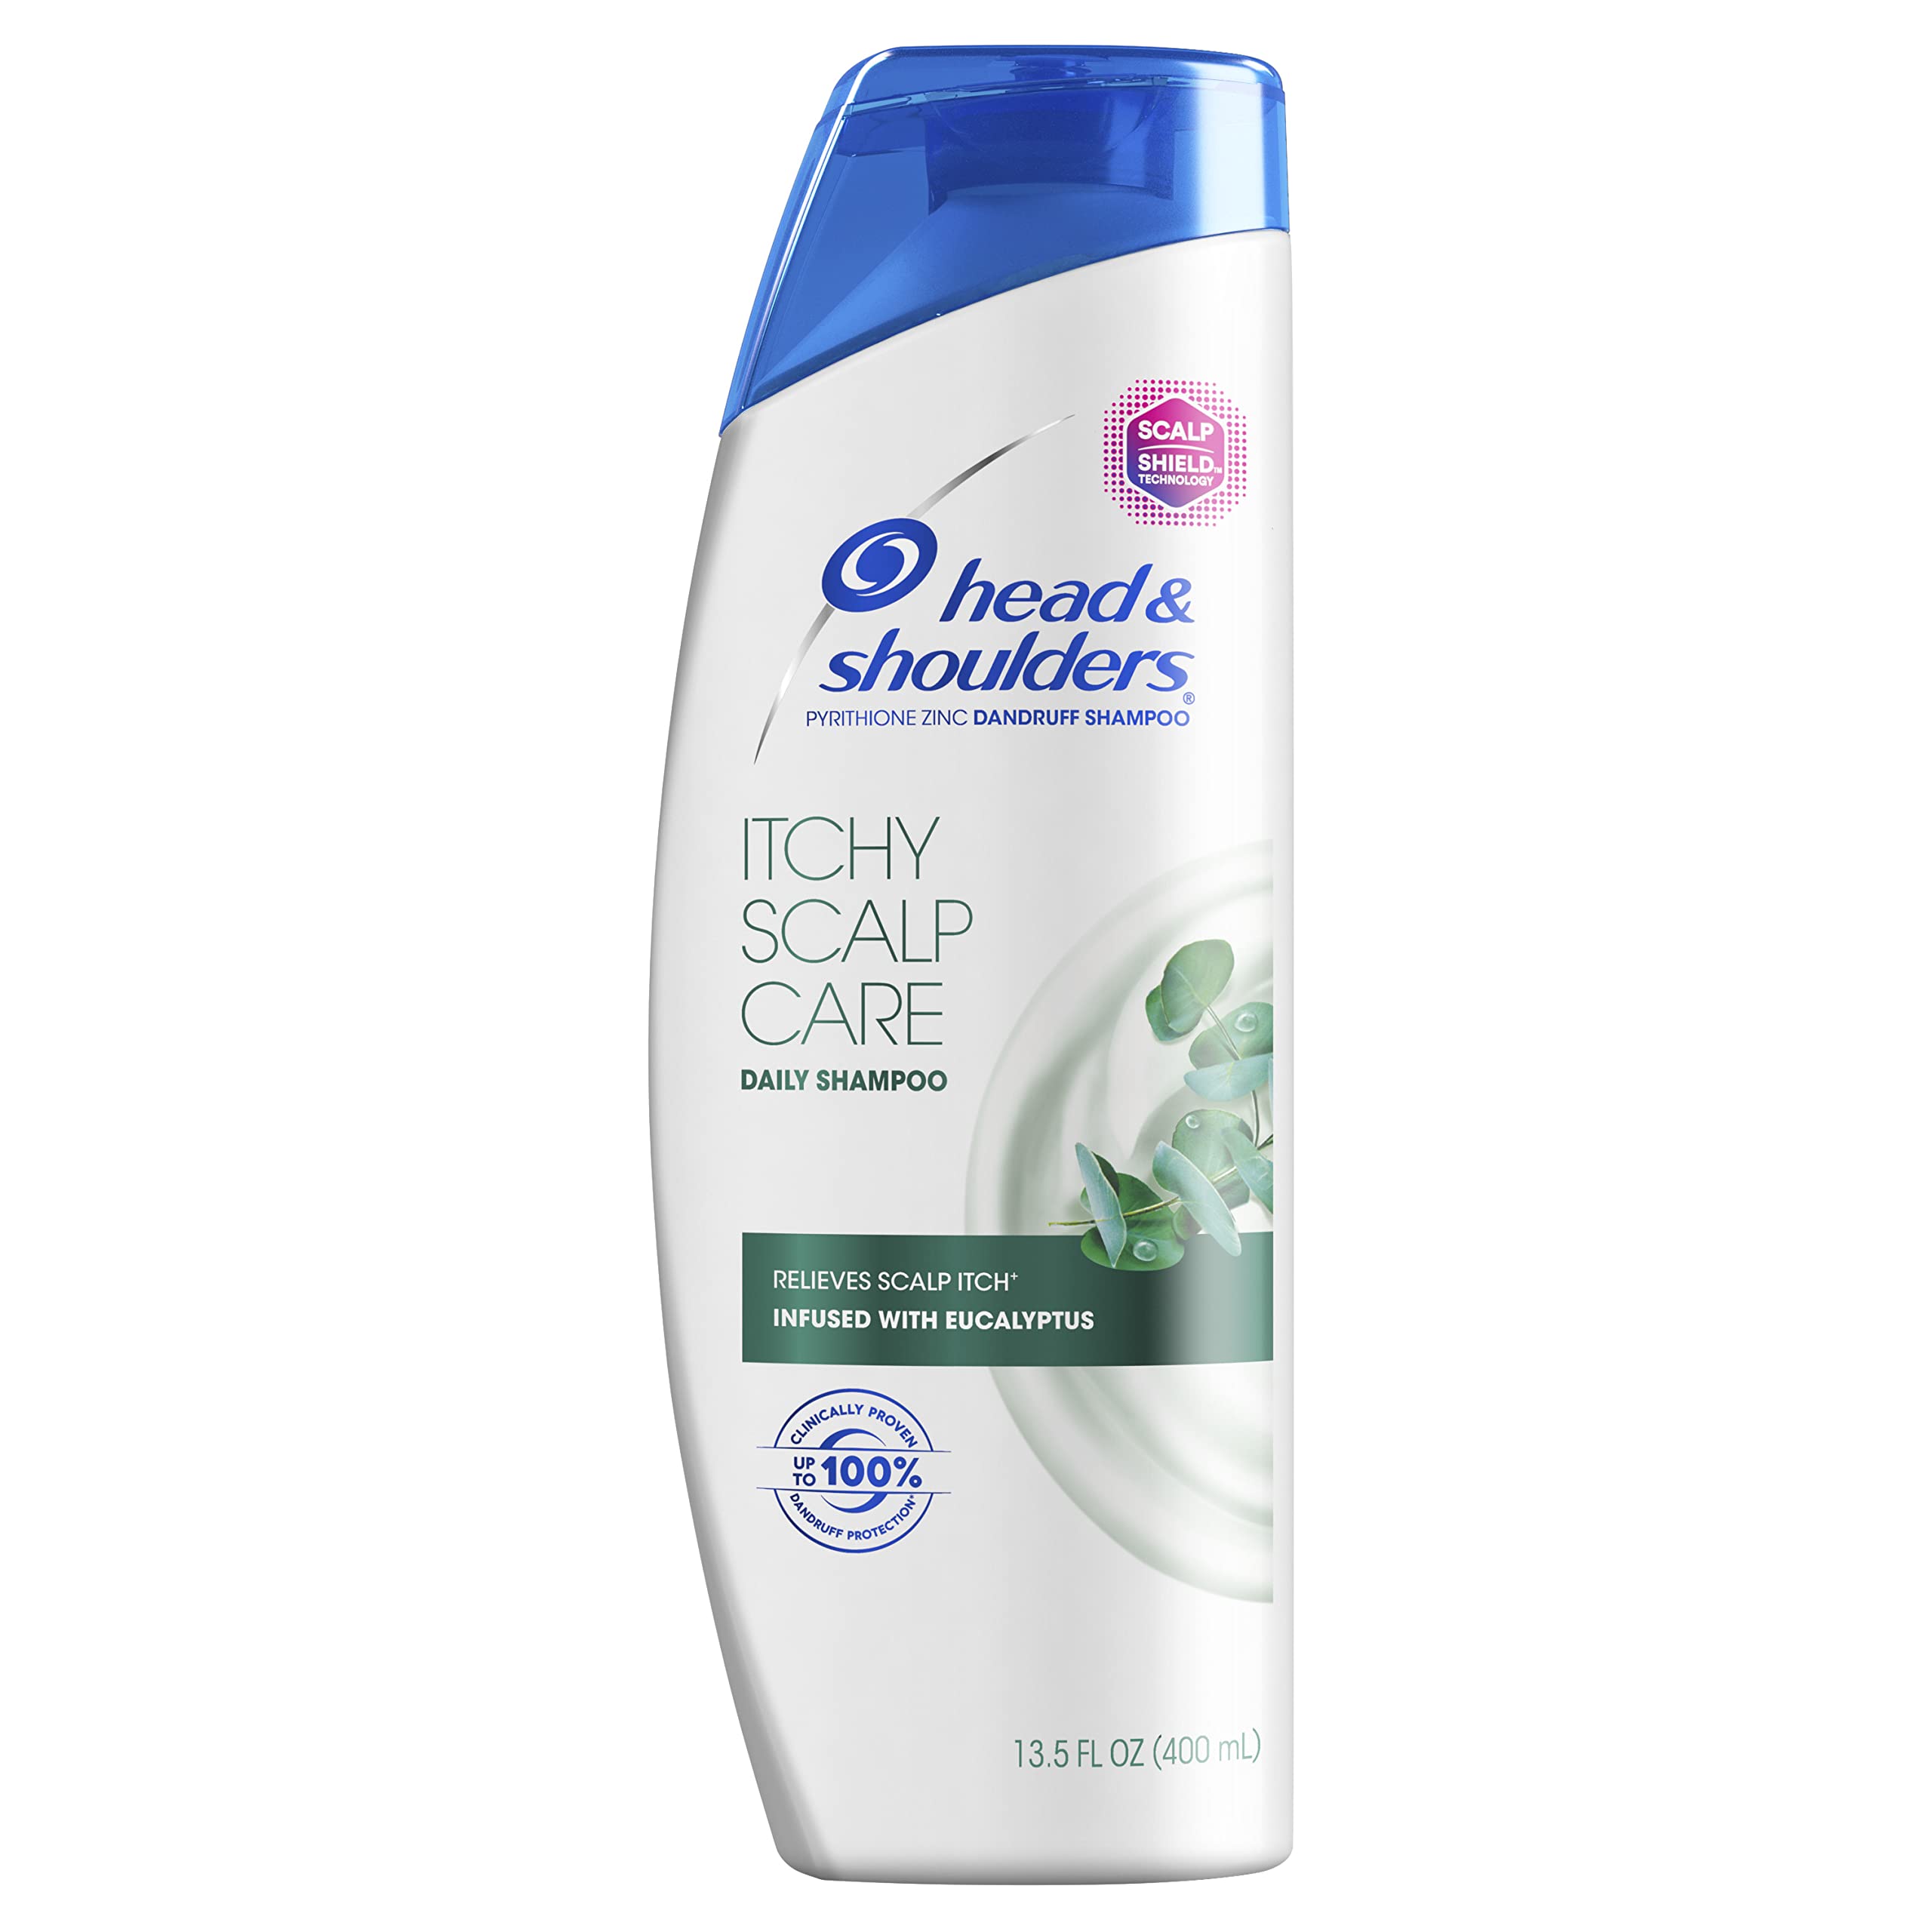 SCALP
SHIELD™
TECHNOLOGY
head &
shoulders®
PYRITHIONE ZINC DANDRUFF SHAMPOO
ITCHY
SCALP
CARE
DAILY SHAMPOO
RELIEVES SCALP ITCH+
INFUSED WITH EUCALYPTUS
CLINICALLY PROVEN
UP TO 100%
DANDRUFF PROTECTION*
13.5 FL OZ (400 mL)